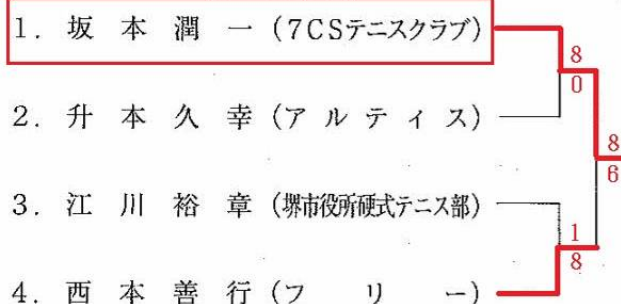 1. 坂本潤一 (7CSテニスクラブ)
8
0
2. 升本久幸 (アルティス)
8
6
3. 江川裕章 (堺市役所硬式テニス部)
1
8
4. 西本善行 (フリー)